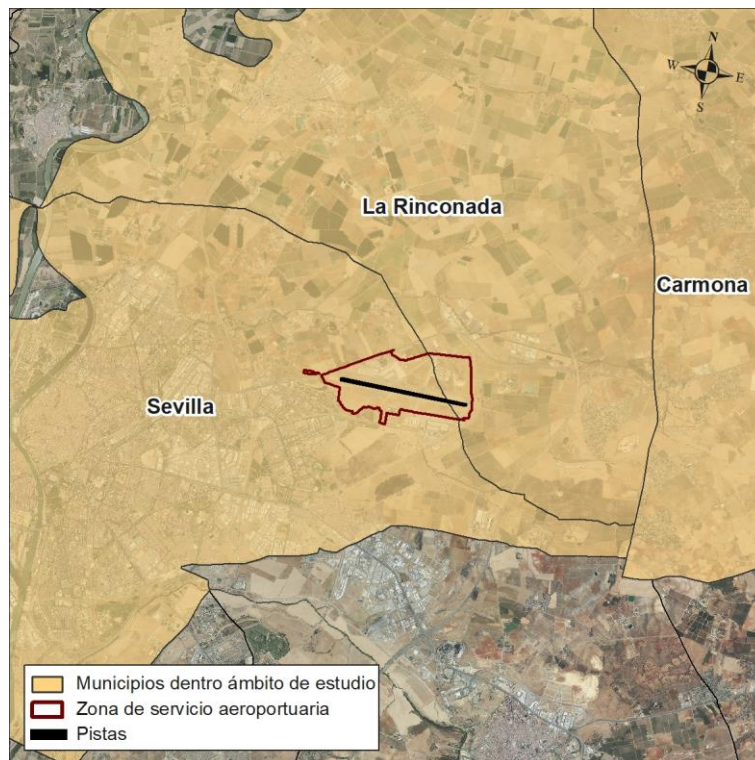 N
W
E
S
La Rinconada
Carmona
Sevilla
Municipios dentro ámbito de estudio
Zona de servicio aeroportuaria
Pistas